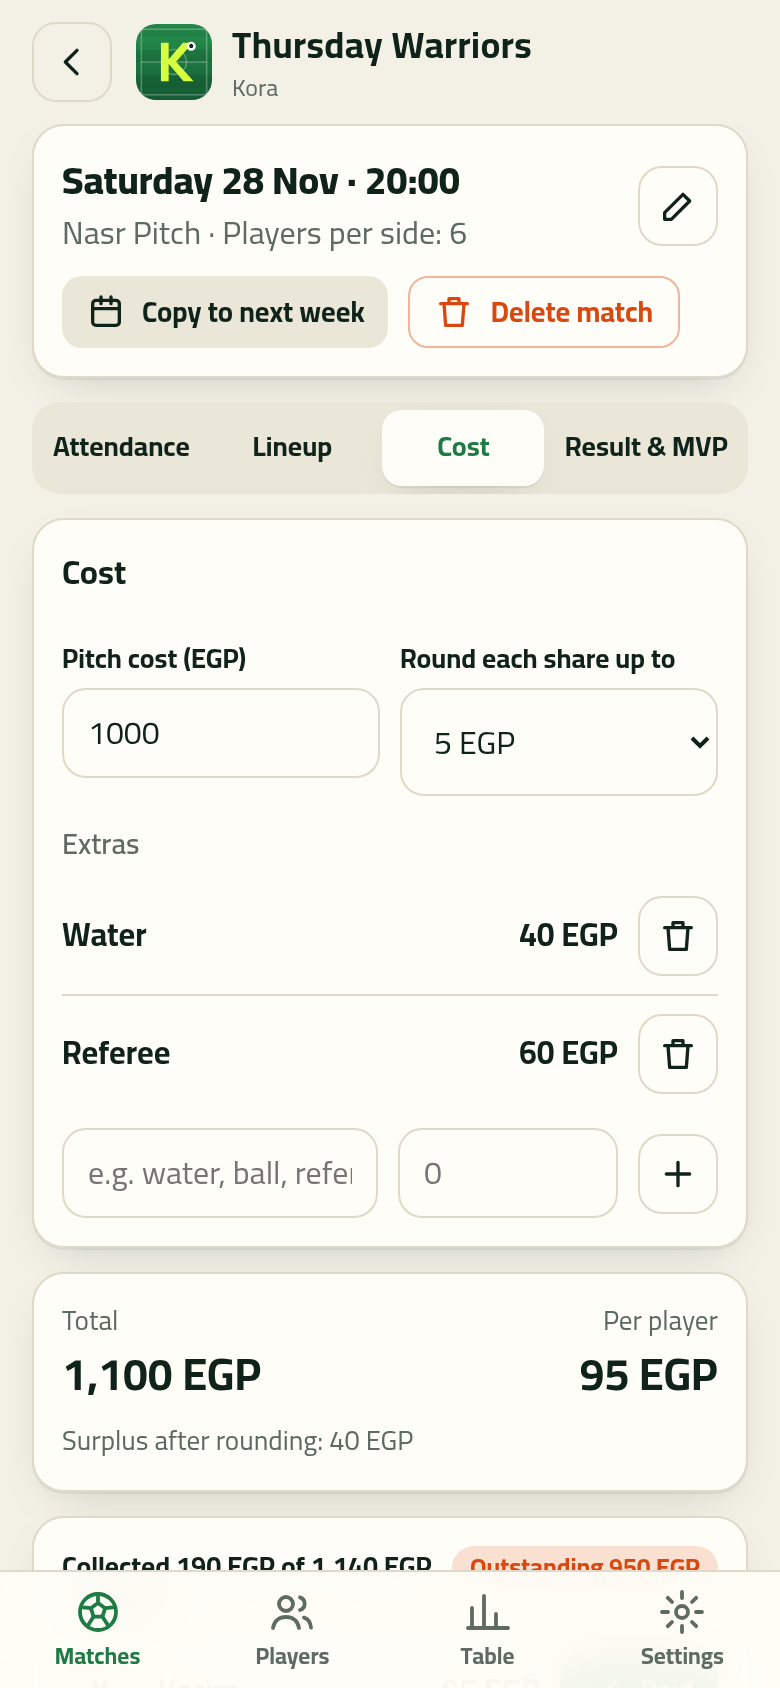 K
Thursday Warriors
Kora
Saturday 28 Nov · 20:00
Nasr Pitch · Players per side: 6
Copy to next week
Delete match
Attendance
Lineup
Cost
Result & MVP
Cost
Pitch cost (EGP)
Round each share up to
1000
5 EGP
Extras
Water
40 EGP
Referee
60 EGP
e.g. water, ball, refer
0
Total
Per player
1,100 EGP
95 EGP
Surplus after rounding: 40 EGP
Collected 190 EGP of 1,140 EGP
Outstanding 950 EGP
Matches
Players
Table
Settings